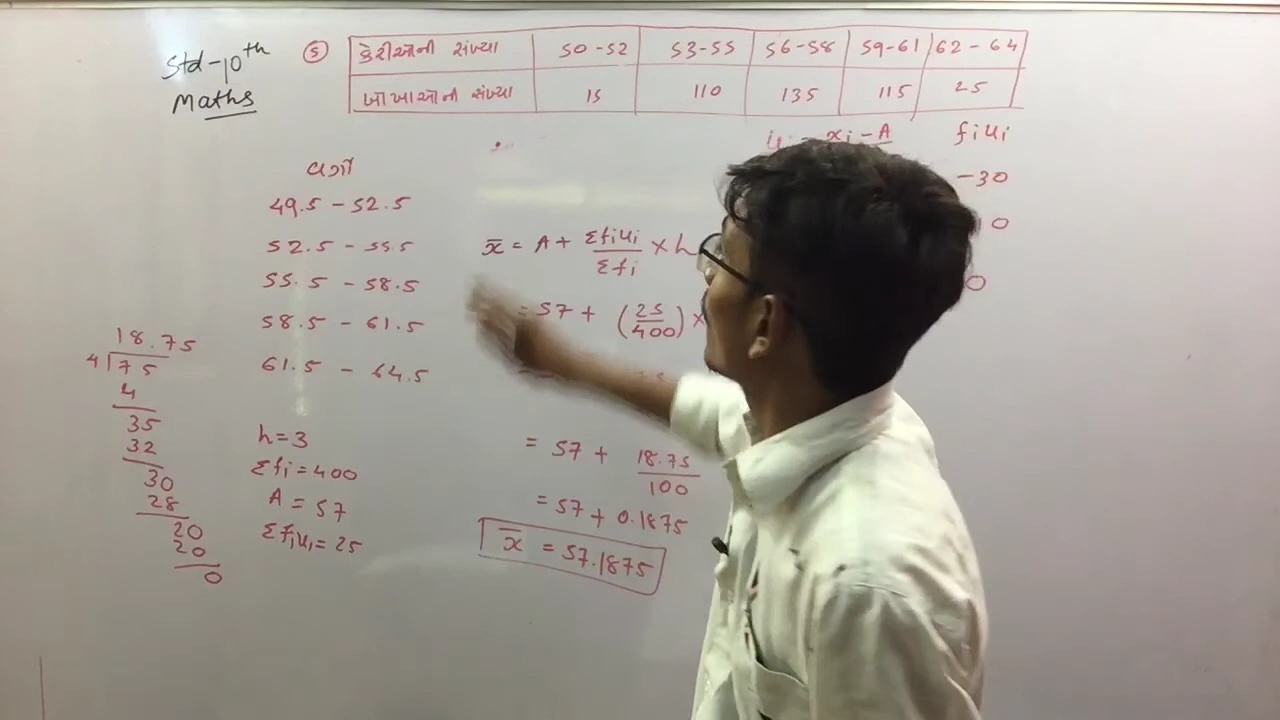 Std-10th
Maths
5
કેરીઓની સંખ્યા 50-52 53-55 56-58 59-61 62-64
ખોખાઓની સંખ્યા 15 110 135 115 25
વર્ગો
49.5 - 52.5
52.5 - 55.5
55.5 - 58.5
58.5 - 61.5
61.5 - 64.5
h=3
Σfi = 400
A = 57
Σfiui = 25
18.75
4 75
4
35
32
30
28
20
20
0
x̄ = A + Σfiui/Σfi × h
= 57 + (25/400) ×
= 57 + 18.75/100
= 57 + 0.1875
x̄ = 57.1875
xi - A
fiui
-30
10
0